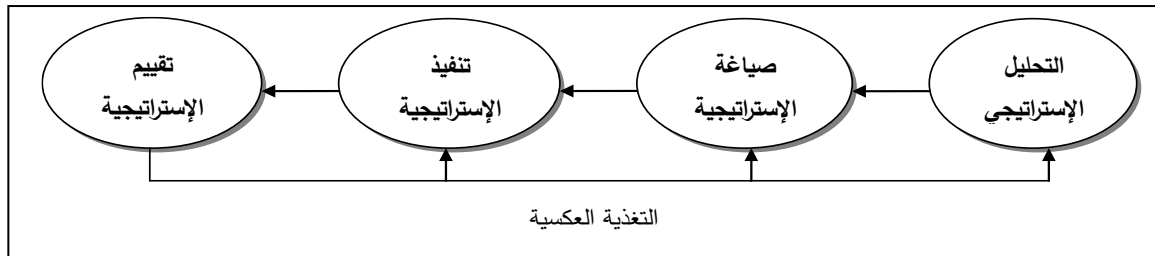 التحليل
الإستراتيجي
صياغة
الإستراتيجية
تنفيذ
الإستراتيجية
تقييم
الإستراتيجية
التغذية العكسية